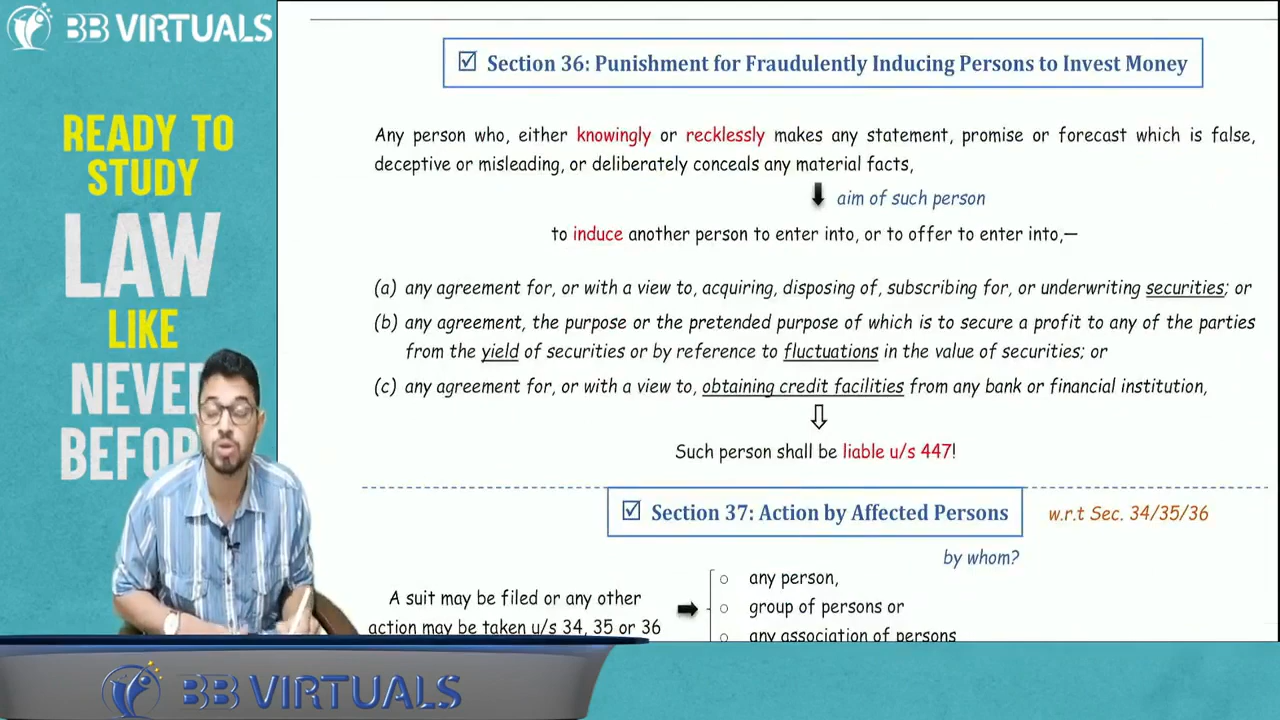 BB VIRTUALS
READY TO
STUDY
LAW
LIKE
NEVER
BEFOR
Section 36: Punishment for Fraudulently Inducing Persons to Invest Money
Any person who, either knowingly or recklessly makes any statement, promise or forecast which is false,
deceptive or misleading, or deliberately conceals any material facts,
aim of such person
to induce another person to enter into, or to offer to enter into,—
(a) any agreement for, or with a view to, acquiring, disposing of, subscribing for, or underwriting securities; or
(b) any agreement, the purpose or the pretended purpose of which is to secure a profit to any of the parties
from the yield of securities or by reference to fluctuations in the value of securities; or
(c) any agreement for, or with a view to, obtaining credit facilities from any bank or financial institution,
Such person shall be liable u/s 447!
Section 37: Action by Affected Persons
w.r.t Sec. 34/35/36
by whom?
A suit may be filed or any other
action may be taken u/s 34, 35 or 36
any person,
group of persons or
any association of persons
BB VIRTUALS